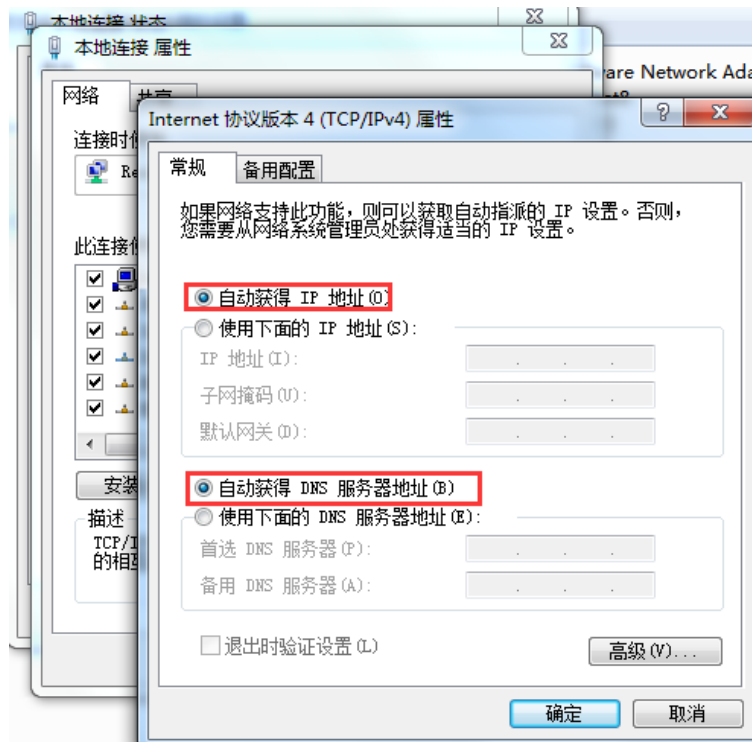 本地连接 状态
本地连接 属性
are Network Ada
网络
共享
Internet 协议版本 4 (TCP/IPv4) 属性
连接时
Re
常规
备用配置
如果网络支持此功能，则可以获取自动指派的 IP 设置。否则，
您需要从网络系统管理员处获得适当的 IP 设置。
此连接
自动获得 IP 地址(O)
使用下面的 IP 地址(S):
IP 地址(I):
子网掩码(U):
默认网关(D):
安装
自动获得 DNS 服务器地址(B)
使用下面的 DNS 服务器地址(E):
描述
TCP/I
的相互
首选 DNS 服务器(P):
备用 DNS 服务器(A):
退出时验证设置(L)
高级(V)...
确定
取消